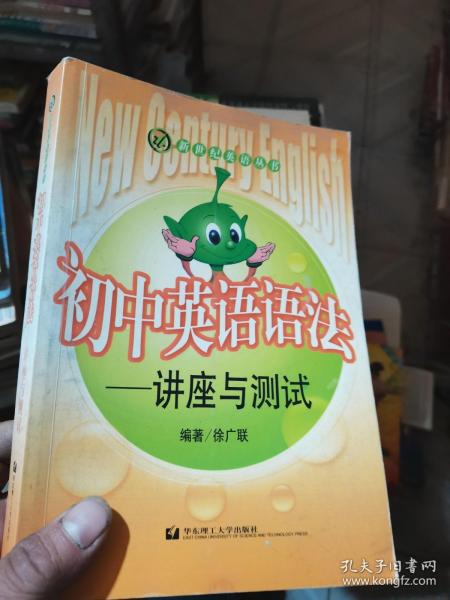 New Century English
新世纪英语丛书
初中英语语法
——讲座与测试
编著/徐广联
华东理工大学出版社
EAST CHINA UNIVERSITY OF SCIENCE AND TECHNOLOGY PRESS
孔夫子旧书网
www.kongfz.com